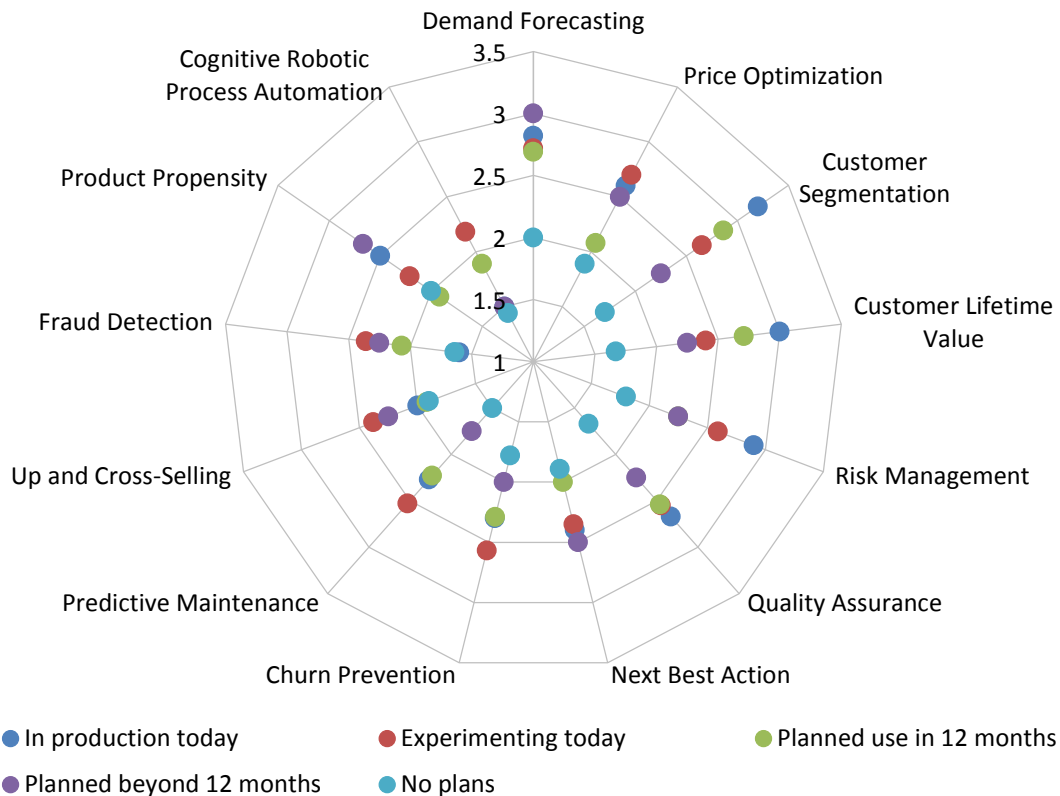 Demand Forecasting
Price Optimization
Customer
Segmentation
Customer Lifetime
Value
Risk Management
Quality Assurance
Next Best Action
Churn Prevention
Predictive Maintenance
Up and Cross-Selling
Fraud Detection
Product Propensity
Cognitive Robotic
Process Automation
3.5
3
2.5
2
1.5
1
In production today
Experimenting today
Planned use in 12 months
Planned beyond 12 months
No plans